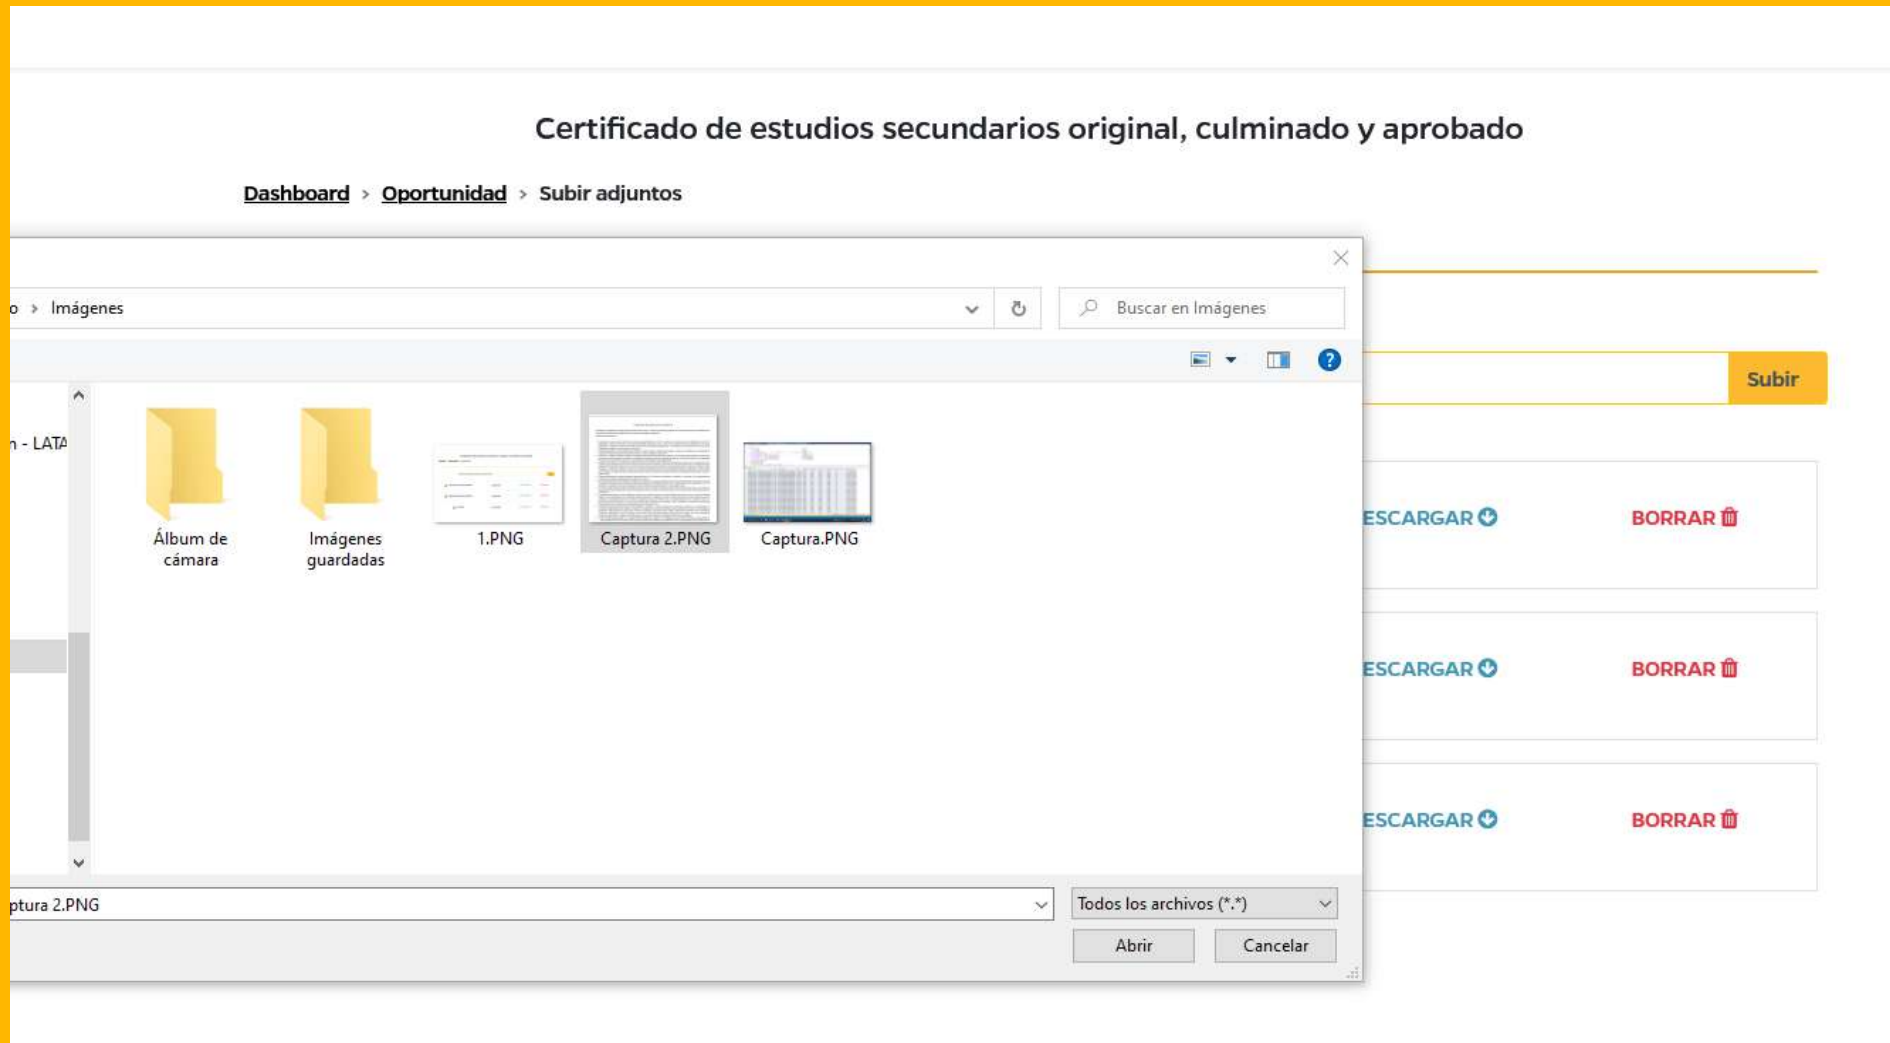 Certificado de estudios secundarios original, culminado y aprobado
Dashboard > Oportunidad > Subir adjuntos
o > Imágenes
Buscar en Imágenes
Subir
n - LATA
Álbum de cámara
Imágenes guardadas
1.PNG
Captura 2.PNG
Captura.PNG
ESCARGAR
BORRAR
ESCARGAR
BORRAR
ESCARGAR
BORRAR
ptura 2.PNG
Todos los archivos (*.*)
Abrir
Cancelar